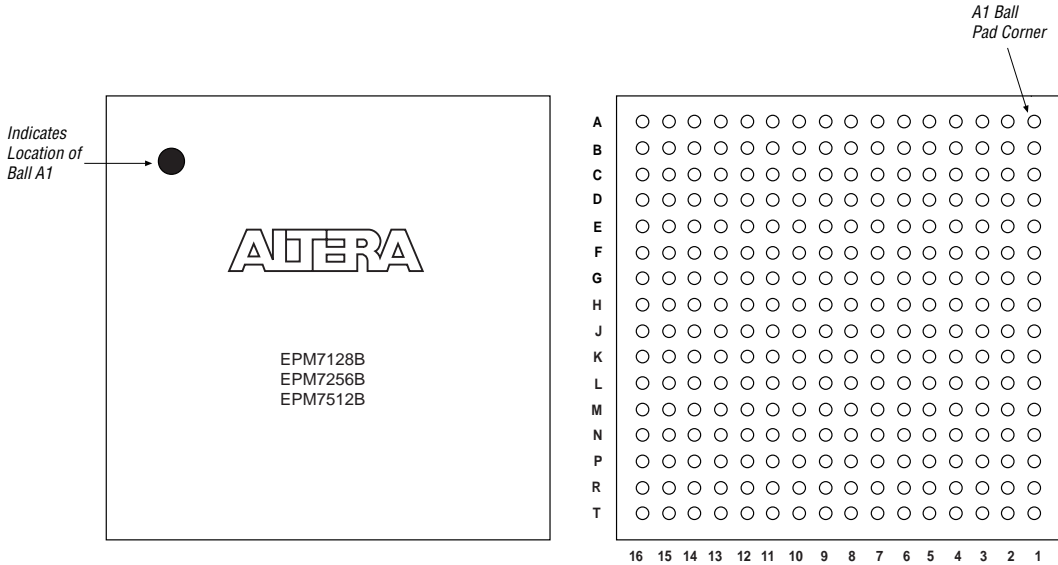 A1 Ball
Pad Corner
Indicates
Location of
Ball A1
ALTERA
EPM7128B
EPM7256B
EPM7512B
A
B
C
D
E
F
G
H
J
K
L
M
N
P
R
T
16 15 14 13 12 11 10 9 8 7 6 5 4 3 2 1